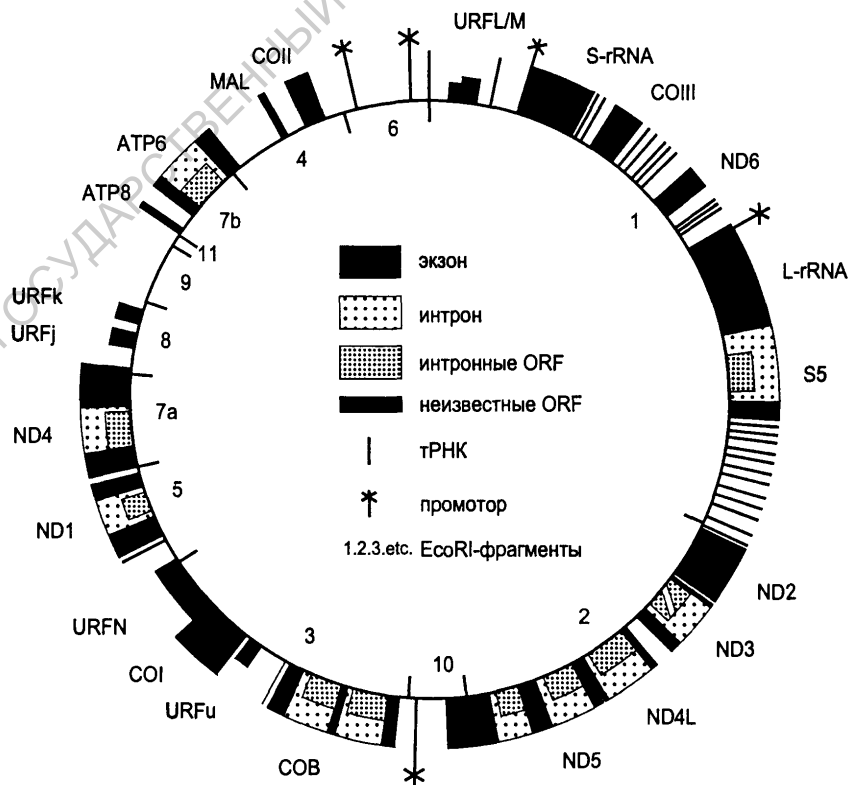 ГОСУДАРСТВЕННЫЙ
URFL/M
S-rRNA
COIII
ND6
L-rRNA
S5
ND2
ND3
ND4L
ND5
COB
URFu
COI
URFN
ND1
ND4
URFj
URFk
ATP8
ATP6
MAL
COII
1
2
10
3
5
7a
8
9
11
7b
4
6
экзон
интрон
интронные ORF
неизвестные ORF
тРНК
промотор
1.2.3.etc. EcoRI-фрагменты